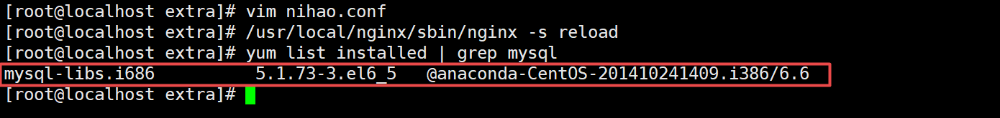 [root@localhost extra]# vim nihao.conf
[root@localhost extra]# /usr/local/nginx/sbin/nginx -s reload
[root@localhost extra]# yum list installed | grep mysql
mysql-libs.i686          5.1.73-3.el6_5   @anaconda-CentOS-201410241409.i386/6.6
[root@localhost extra]#